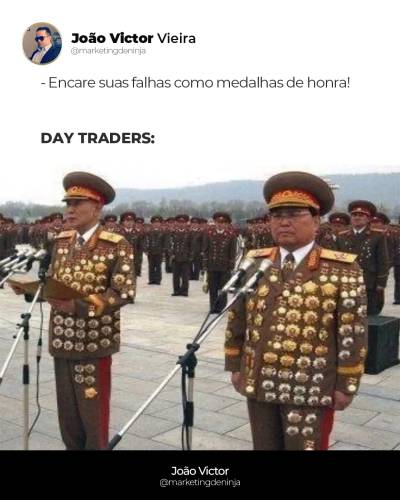 João Victor Vieira
@marketingdeninja
- Encare suas falhas como medalhas de honra!
DAY TRADERS:
João Victor
@marketingdeninja